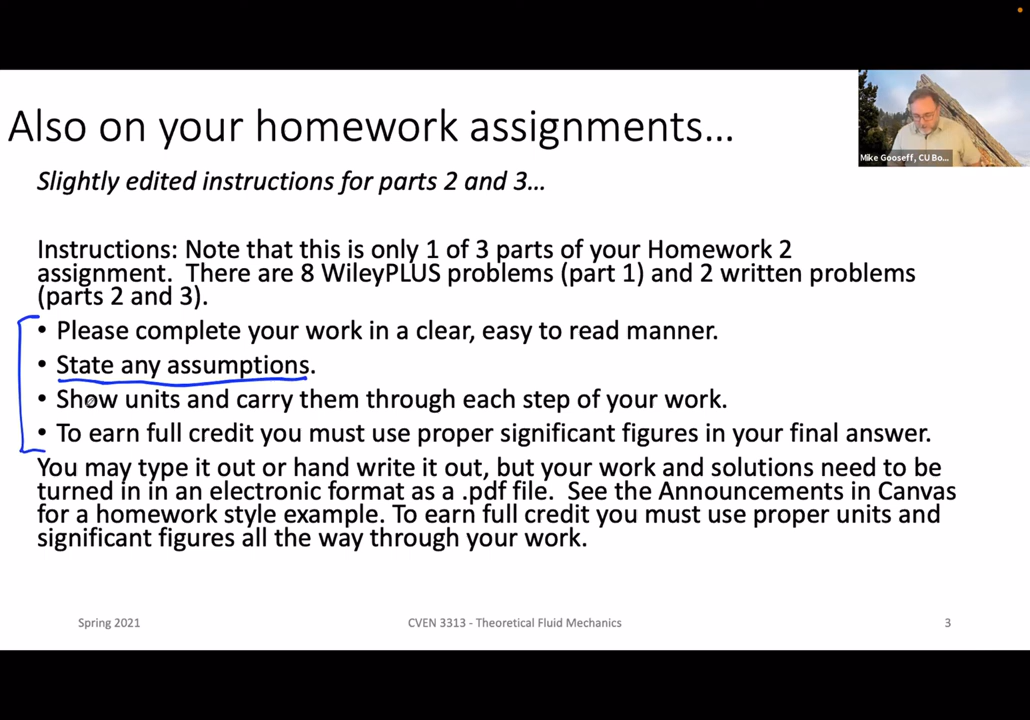 Also on your homework assignments...
Mike Gooseff, CU Bo...
Slightly edited instructions for parts 2 and 3...
Instructions: Note that this is only 1 of 3 parts of your Homework 2
assignment.  There are 8 WileyPLUS problems (part 1) and 2 written problems
(parts 2 and 3).
• Please complete your work in a clear, easy to read manner.
• State any assumptions.
• Show units and carry them through each step of your work.
• To earn full credit you must use proper significant figures in your final answer.
You may type it out or hand write it out, but your work and solutions need to be
turned in in an electronic format as a .pdf file.  See the Announcements in Canvas
for a homework style example. To earn full credit you must use proper units and
significant figures all the way through your work.
Spring 2021
CVEN 3313 - Theoretical Fluid Mechanics
3